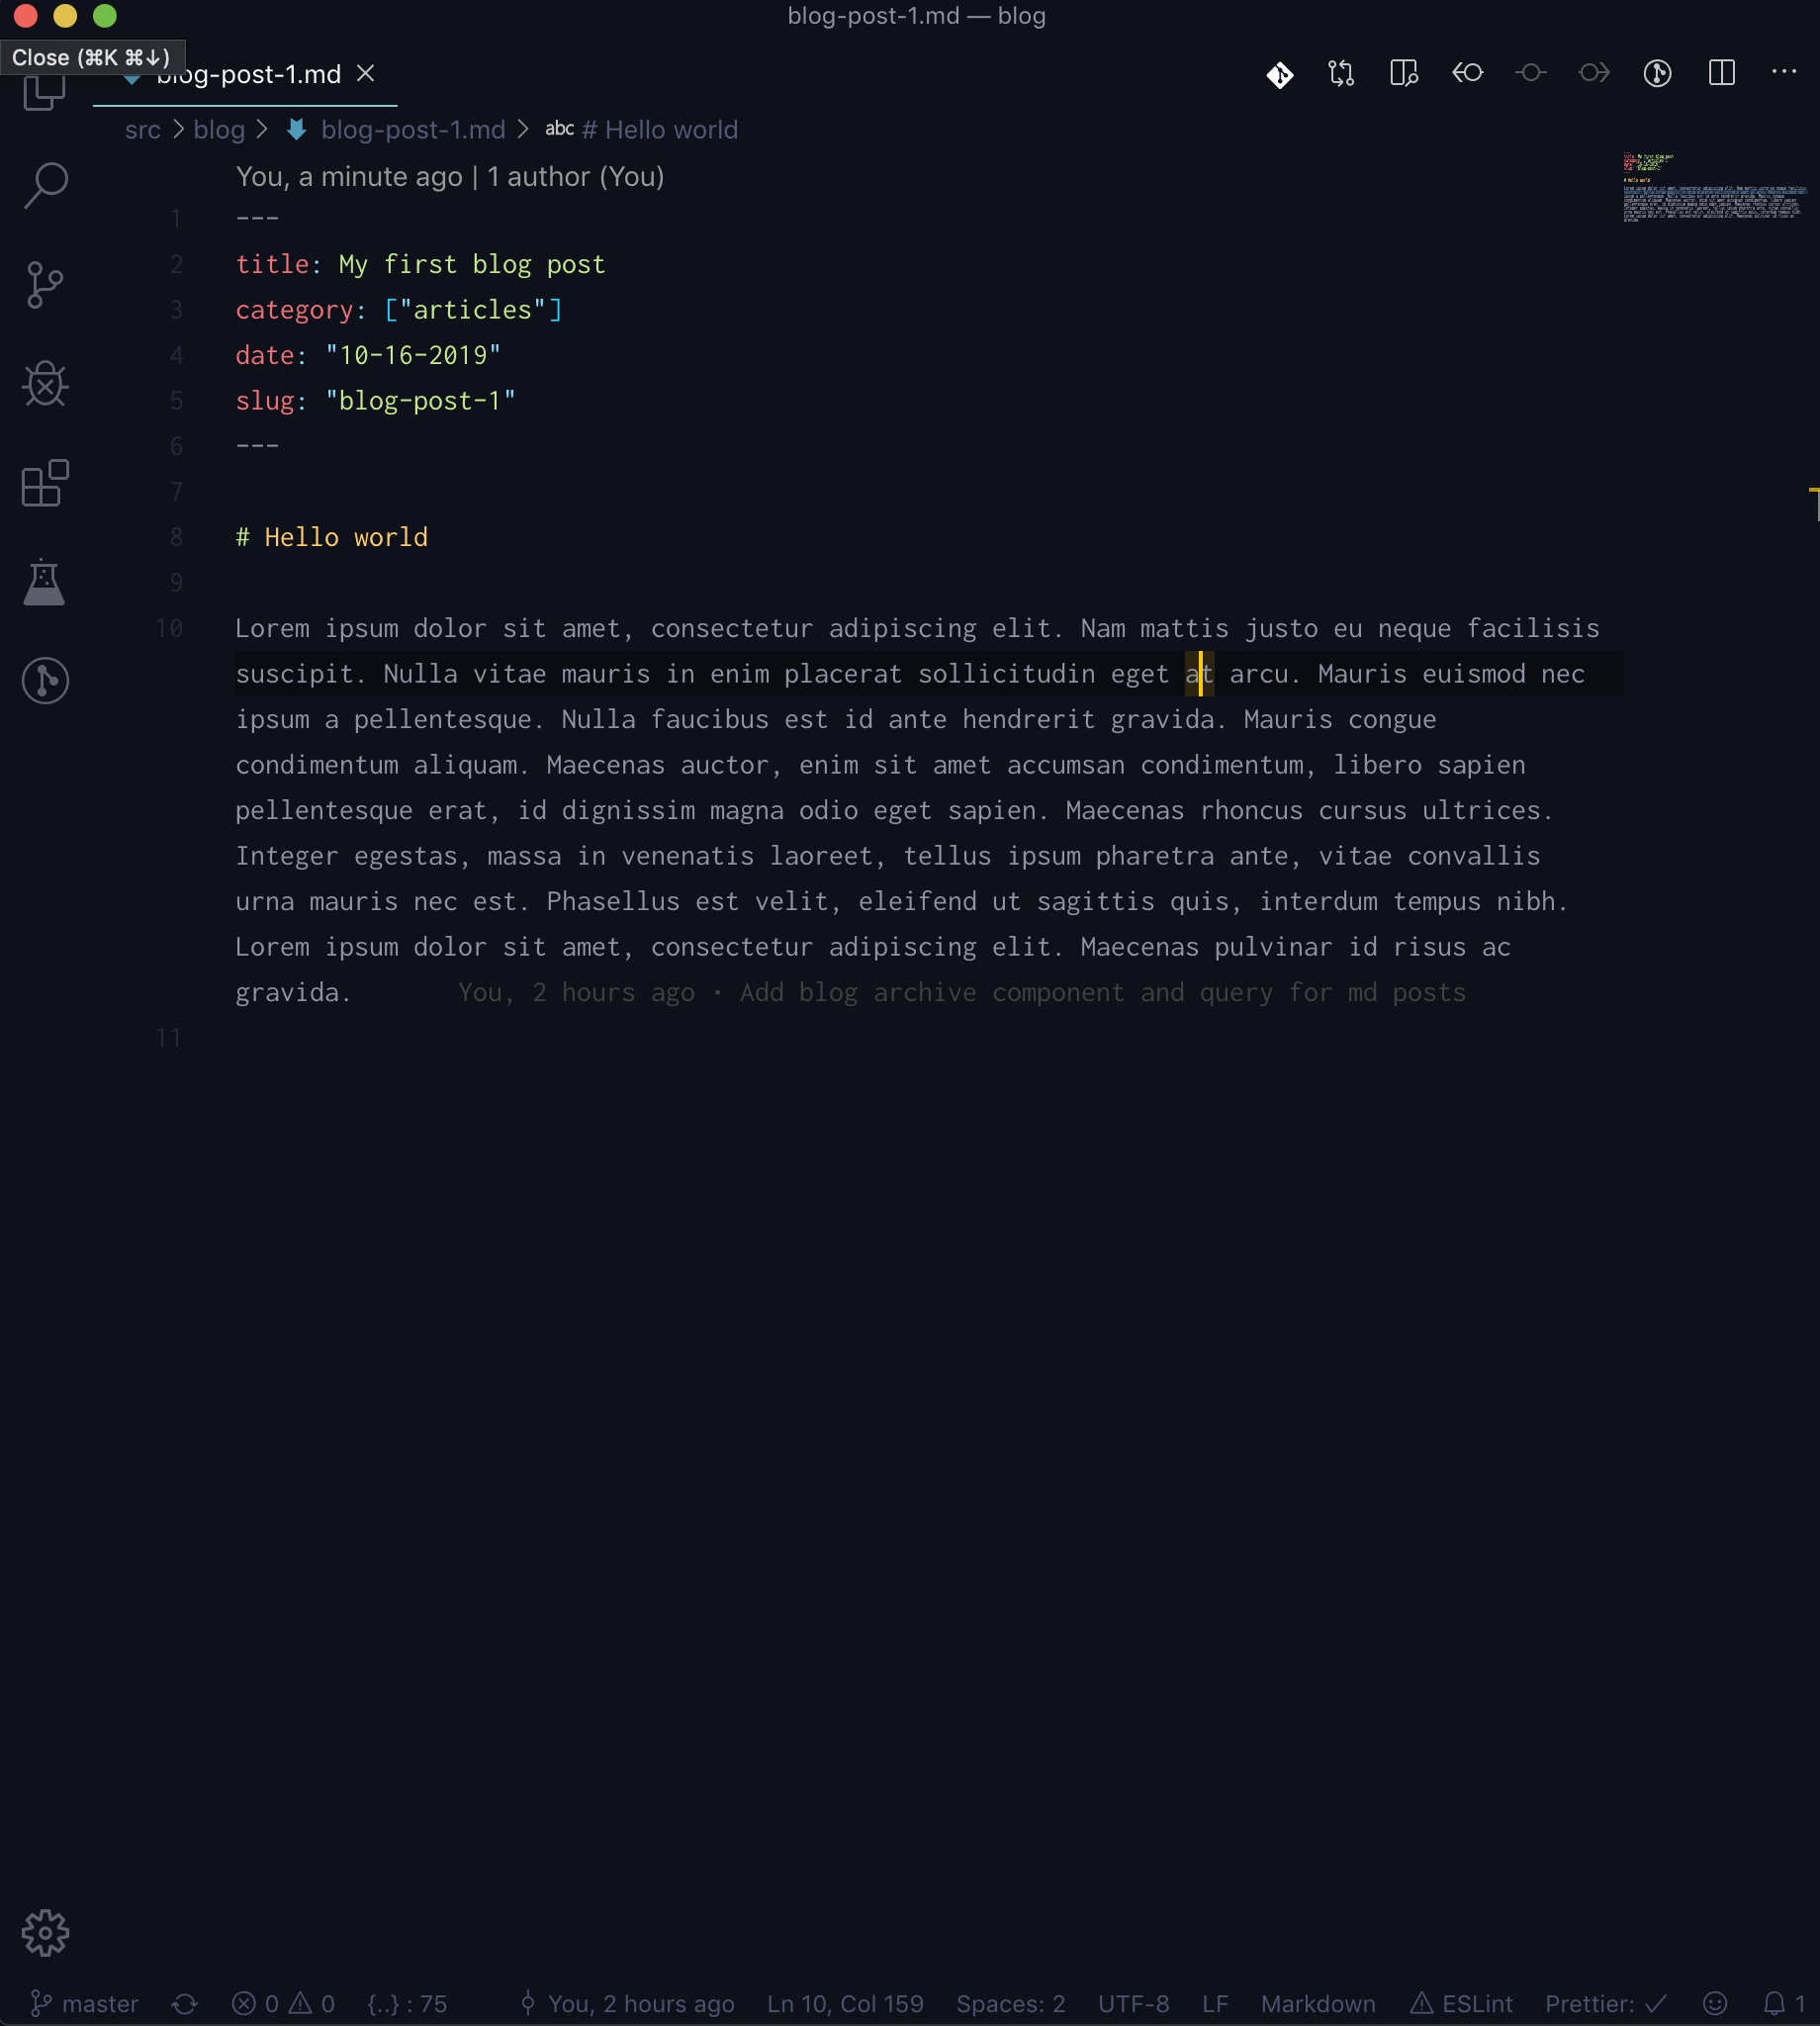 blog-post-1.md — blog
Close (⌘K ⌘↓)
blog-post-1.md
src > blog > blog-post-1.md > abc # Hello world
You, a minute ago | 1 author (You)
1 ---
2 title: My first blog post
3 category: ["articles"]
4 date: "10-16-2019"
5 slug: "blog-post-1"
6 ---
7
8 # Hello world
9
10 Lorem ipsum dolor sit amet, consectetur adipiscing elit. Nam mattis justo eu neque facilisis
suscipit. Nulla vitae mauris in enim placerat sollicitudin eget at arcu. Mauris euismod nec
ipsum a pellentesque. Nulla faucibus est id ante hendrerit gravida. Mauris congue
condimentum aliquam. Maecenas auctor, enim sit amet accumsan condimentum, libero sapien
pellentesque erat, id dignissim magna odio eget sapien. Maecenas rhoncus cursus ultrices.
Integer egestas, massa in venenatis laoreet, tellus ipsum pharetra ante, vitae convallis
urna mauris nec est. Phasellus est velit, eleifend ut sagittis quis, interdum tempus nibh.
Lorem ipsum dolor sit amet, consectetur adipiscing elit. Maecenas pulvinar id risus ac
gravida. You, 2 hours ago • Add blog archive component and query for md posts
11
master 0 0 {..} : 75 You, 2 hours ago Ln 10, Col 159 Spaces: 2 UTF-8 LF Markdown ESLint Prettier: ✓ 1